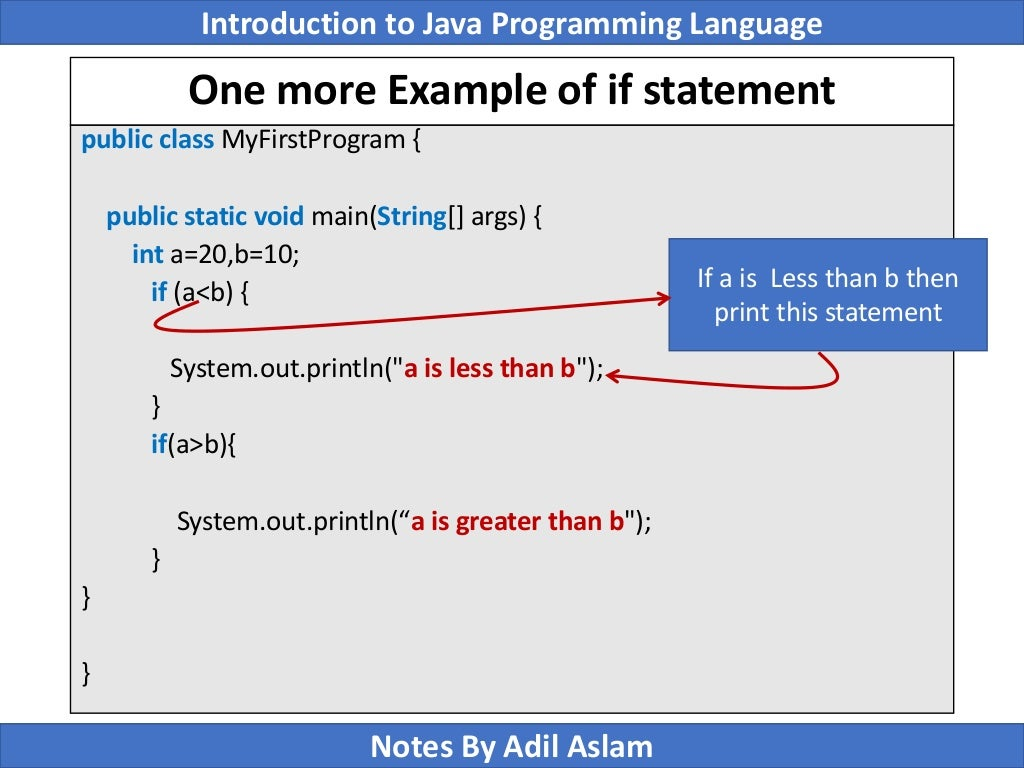 Introduction to Java Programming Language
One more Example of if statement
public class MyFirstProgram {
public static void main(String[] args) {
int a=20,b=10;
if (a<b) {
If a is  Less than b then
print this statement
System.out.println("a is less than b");
}
if(a>b){
System.out.println(“a is greater than b");
}
}
}
Notes By Adil Aslam